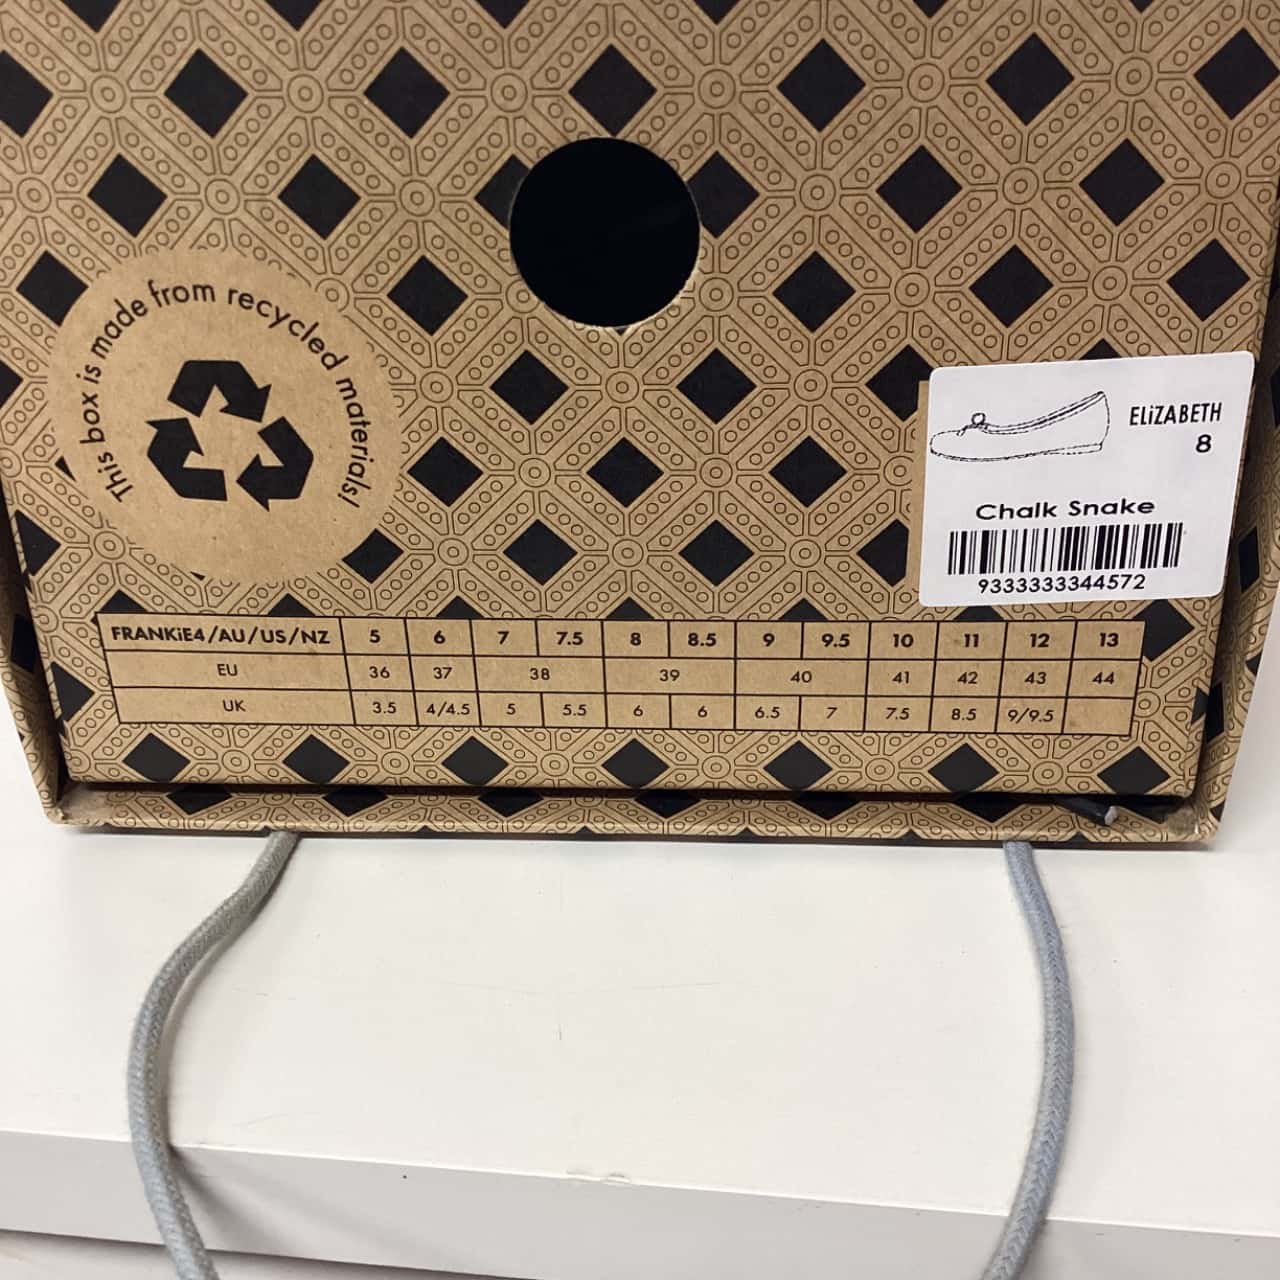 This box is made from recycled materials!
ELiZABETH
8
Chalk Snake
9333333344572
FRANKiE4/AU/US/NZ 5 6 7 7.5 8 8.5 9 9.5 10 11 12 13
EU 36 37 38 39 40 41 42 43 44
UK 3.5 4/4.5 5 5.5 6 6 6.5 7 7.5 8.5 9/9.5